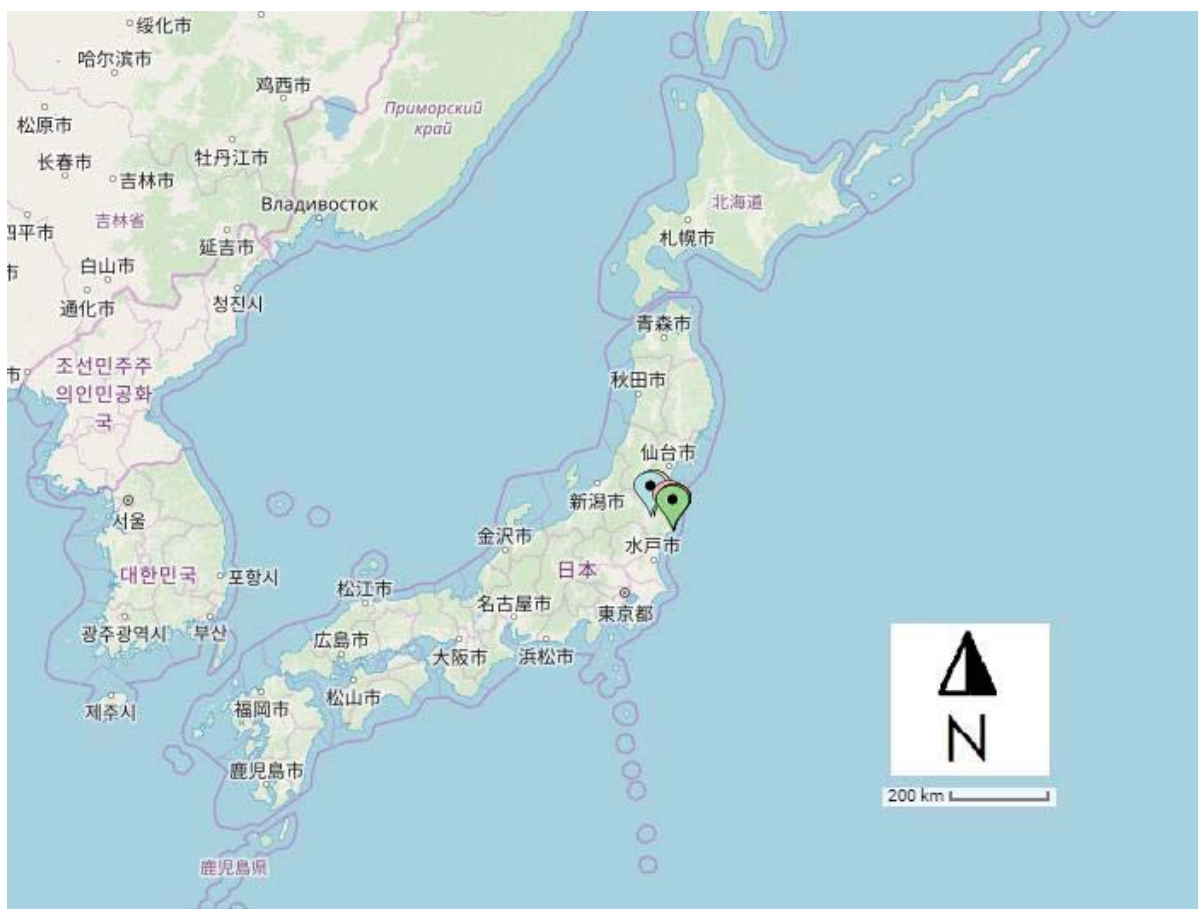 绥化市
哈尔滨市
鸡西市
Приморский
край
松原市
牡丹江市
长春市
吉林市
吉林省
Владивосток
四平市
延吉市
市
白山市
通化市
청진시
北海道
札幌市
青森市
조선민주주
의인민공화
국
市
秋田市
仙台市
新潟市
서울
金沢市
水戸市
日本
대한민국
포항시
松江市
名古屋市
東京都
광주광역시
부산
広島市
大阪市
浜松市
제주시
福岡市
松山市
鹿児島市
鹿児島県
N
200 km